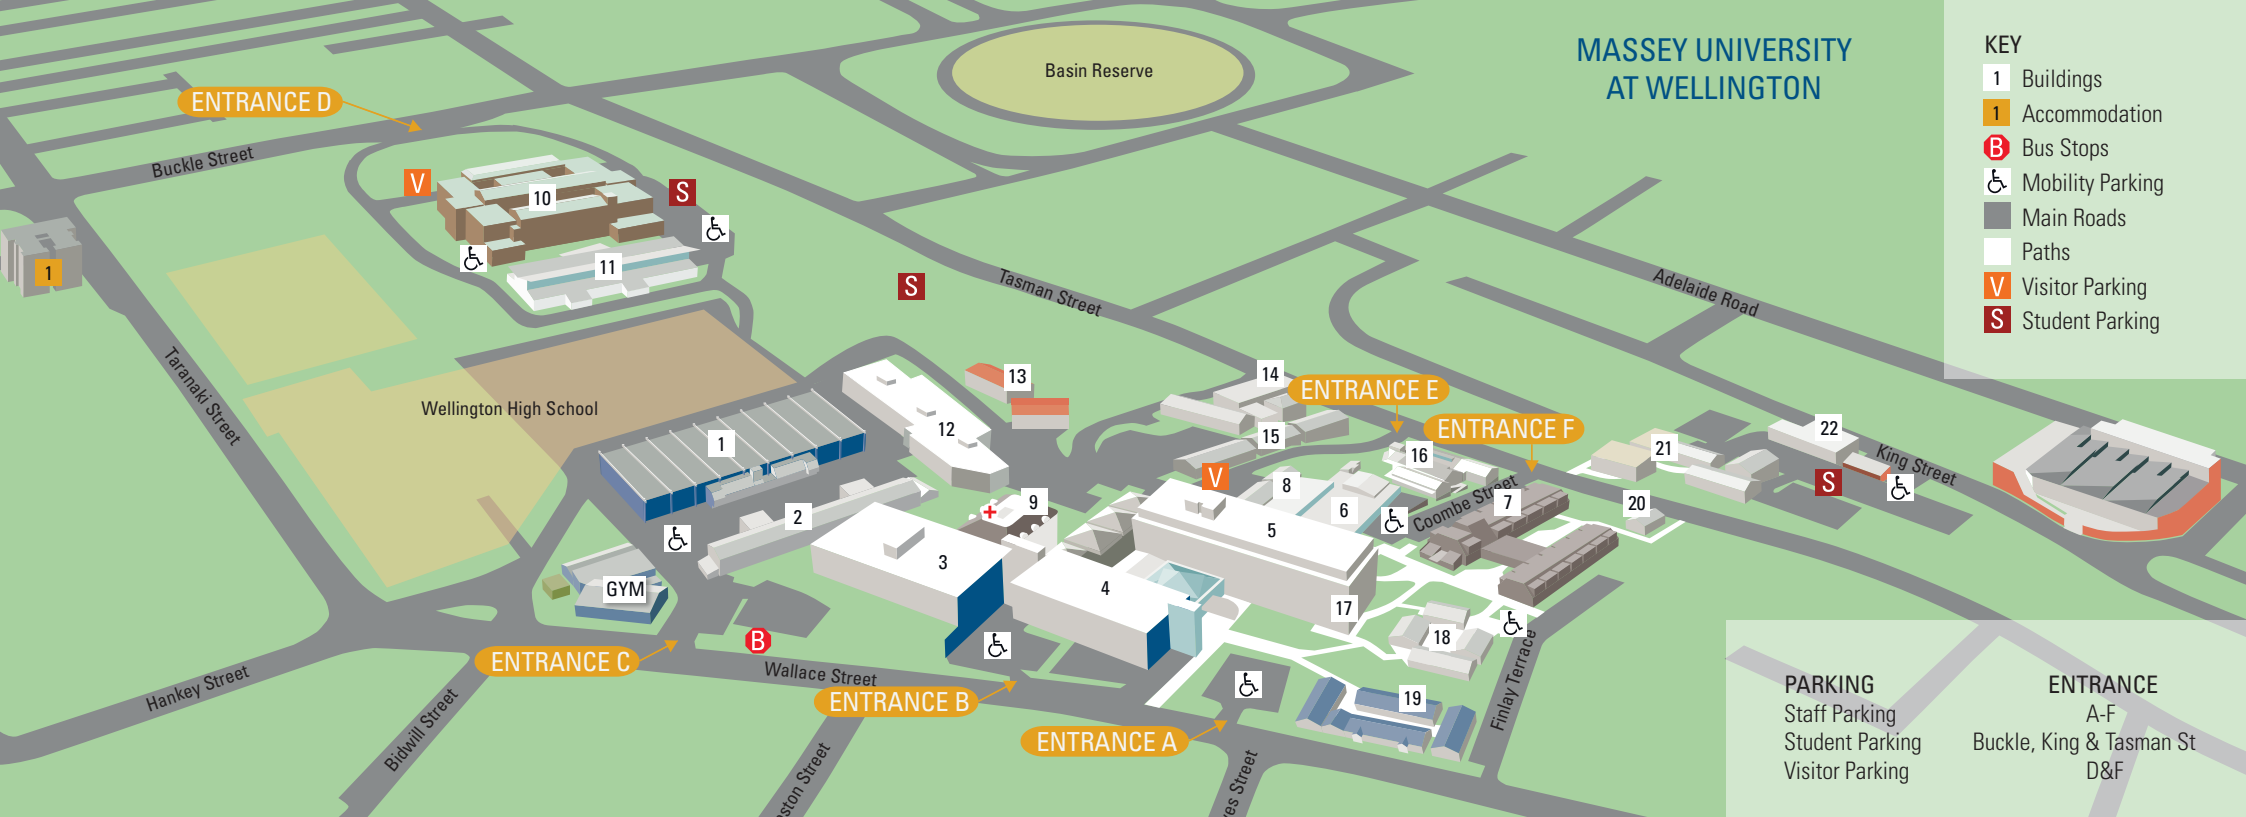 MASSEY UNIVERSITY
AT WELLINGTON
KEY
1 Buildings
1 Accommodation
B Bus Stops
Mobility Parking
Main Roads
Paths
V Visitor Parking
S Student Parking
Basin Reserve
ENTRANCE D
Buckle Street
V
10
S
11
1
S
Tasman Street
Adelaide Road
Taranaki Street
Wellington High School
13
14
ENTRANCE E
1
12
15
ENTRANCE F
16
21
22
King Street
V
8
S
9
2
6
Coombe Street
7
20
5
3
4
GYM
17
18
B
ENTRANCE C
Wallace Street
Hankey Street
Bidwill Street
ENTRANCE B
19
Finlay Terrace
ENTRANCE A
PARKING ENTRANCE
Staff Parking A-F
Student Parking Buckle, King & Tasman St
Visitor Parking D&F
Street
Street